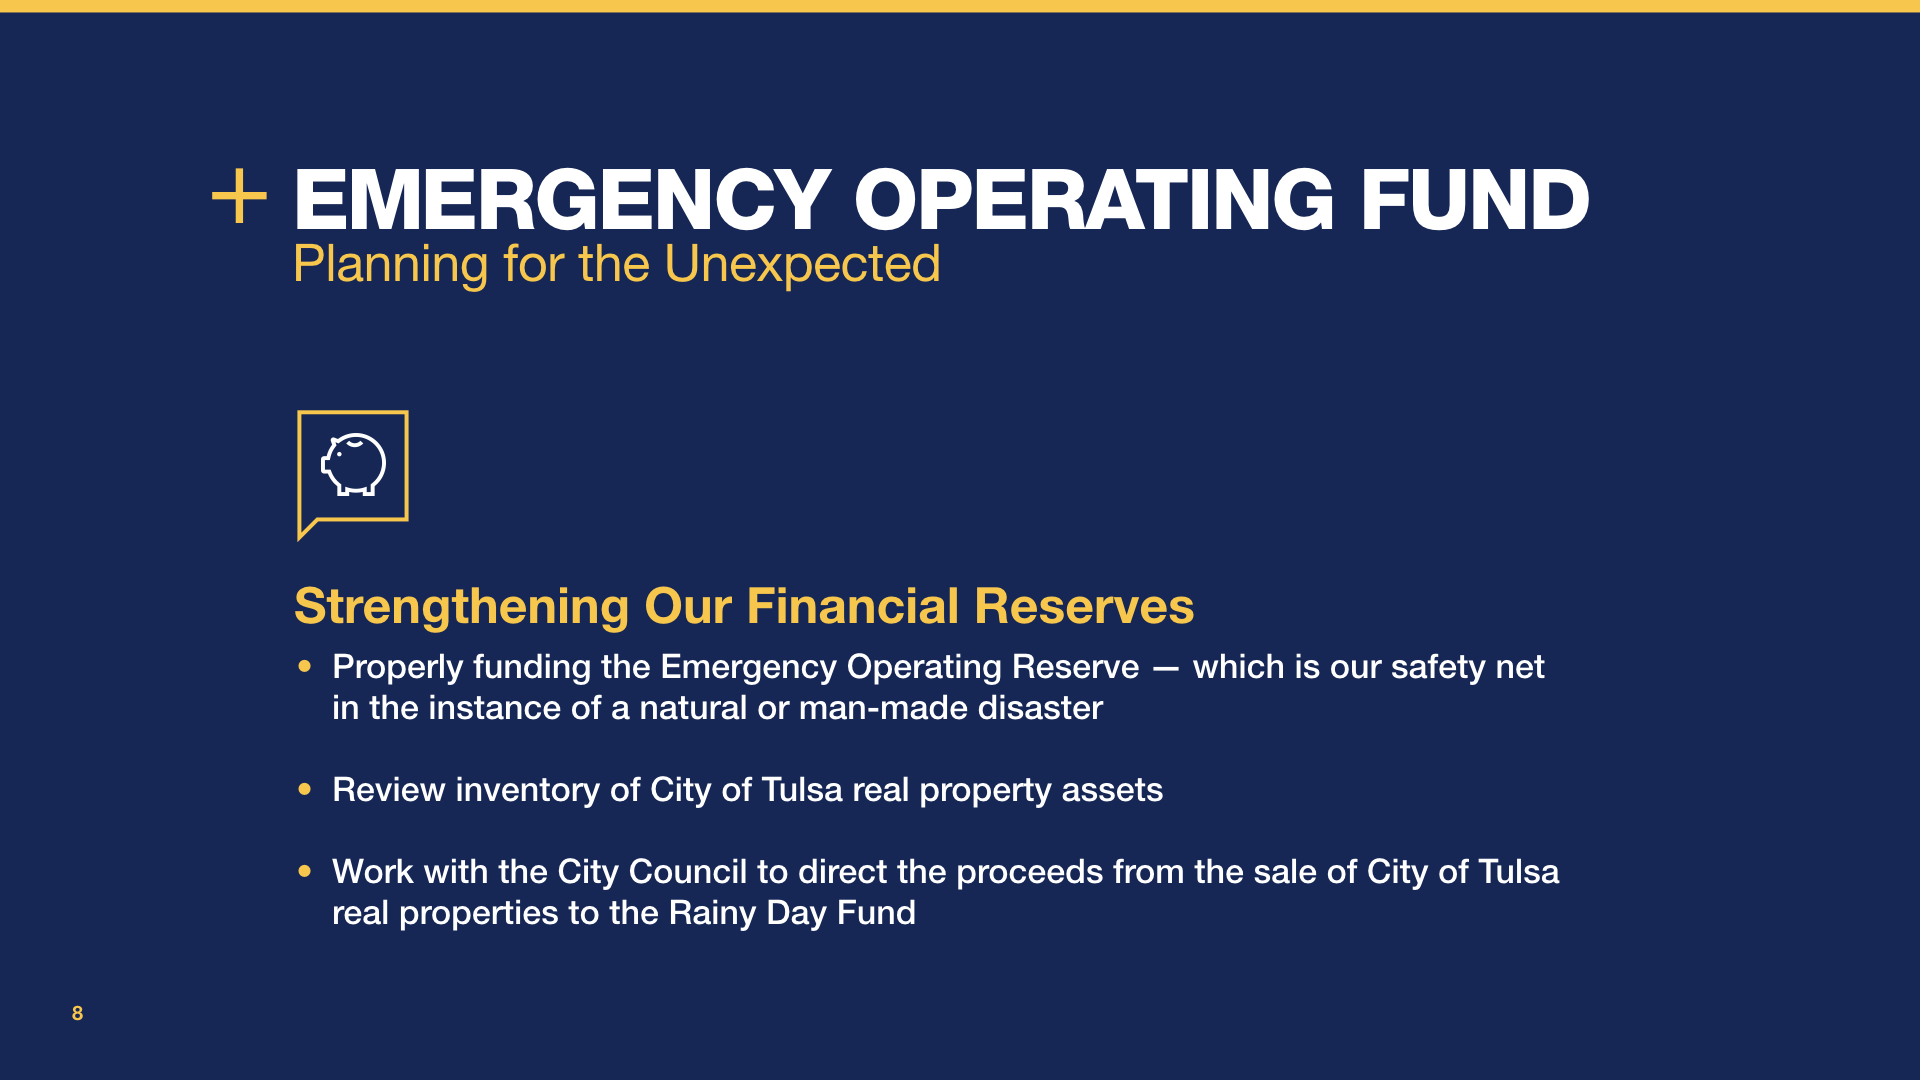 + EMERGENCY OPERATING FUND
Planning for the Unexpected
Strengthening Our Financial Reserves
• Properly funding the Emergency Operating Reserve — which is our safety net
in the instance of a natural or man-made disaster
• Review inventory of City of Tulsa real property assets
• Work with the City Council to direct the proceeds from the sale of City of Tulsa
real properties to the Rainy Day Fund
8